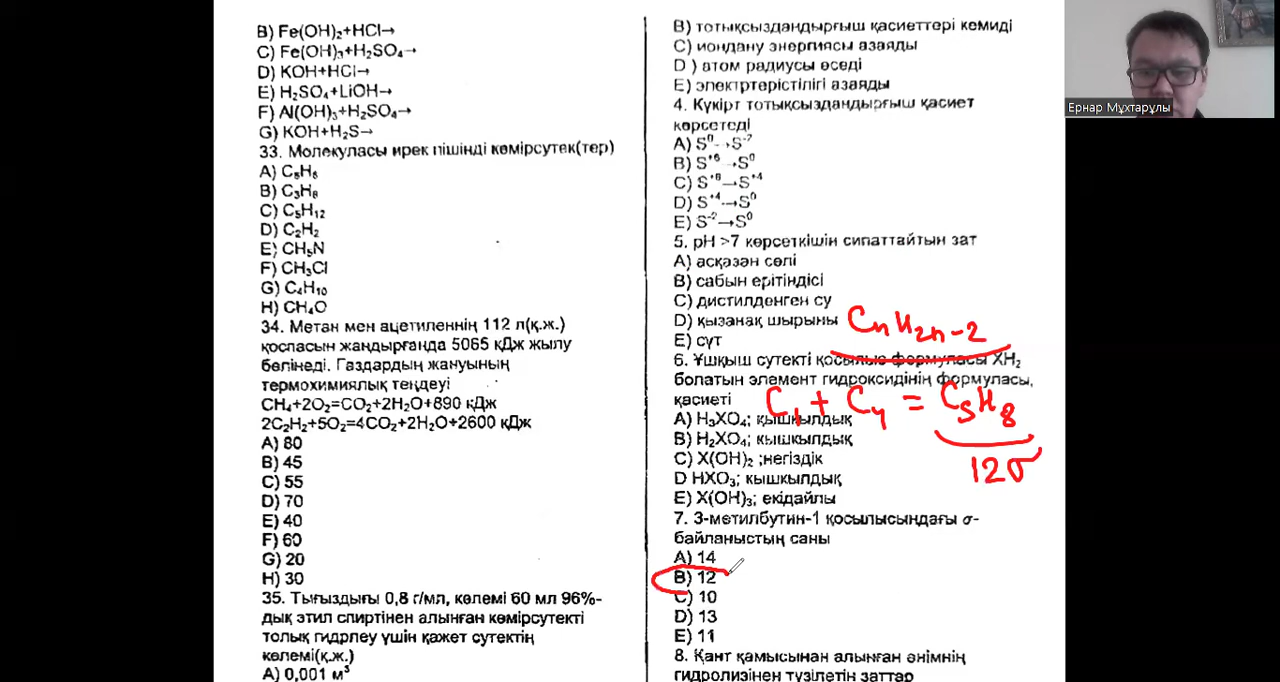 B) Fe(OH)₂+HCl→
C) Fe(OH)₃+H₂SO₄→
D) KOH+HCl→
E) H₂SO₄+LiOH→
F) Al(OH)₃+H₂SO₄→
G) KOH+H₂S→
33. Молекуласы ирек пішінді көмірсутек(тер)
A) C₆H₆
B) C₃H₈
C) C₅H₁₂
D) C₂H₂
E) CH₅N
F) CH₃Cl
G) C₄H₁₀
H) CH₄O
34. Метан мен ацетиленнің 112 л(қ.ж.)
қоспасын жандырғанда 5065 кДж жылу
бөлінеді. Газдардың жануының
термохимиялық теңдеуі
CH₄+2O₂=CO₂+2H₂O+890 кДж
2C₂H₂+5O₂=4CO₂+2H₂O+2600 кДж
A) 80
B) 45
C) 55
D) 70
E) 40
F) 60
G) 20
H) 30
35. Тығыздығы 0,8 г/мл, көлемі 60 мл 96%-
дық этил спиртінен алынған көмірсутекті
толық гидрлеу үшін қажет сутектің
көлемі(қ.ж.)
A) 0,001 м³
B) тотықсыздандырғыш қасиеттері кемиді
C) иондану энергиясы азаяды
D ) атом радиусы өседі
E) электртерістілігі азаяды
4. Күкірт тотықсыздандырғыш қасиет
көрсетеді
A) S⁰→S⁻²
B) S⁺⁶→S⁰
C) S⁺⁶→S⁺⁴
D) S⁺⁴→S⁰
E) S⁻²→S⁰
5. pH >7 көрсеткішін сипаттайтын зат
A) асқазан сөлі
B) сабын ерітіндісі
C) дистилденген су
D) қызанақ шырыны
E) сүт
CnH2n-2
6. Ұшқыш сутекті қосылыс формуласы XH₂
болатын элемент гидроксидінің формуласы,
қасиеті
C₁ + C₄ = C₅H₈
12σ
A) H₃XO₄; қышқылдық
B) H₂XO₄; кышкылдық
C) X(OH)₂ ;негіздік
D HXO₃; кышкылдық
E) X(OH)₃; екідайлы
7. 3-метилбутин-1 қосылысындағы σ-
байланыстың саны
A) 14
B) 12
C) 10
D) 13
E) 11
8. Қант қамысынан алынған өнімнің
гидролизінен түзілетін заттар
Ернар Мұхтарұлы